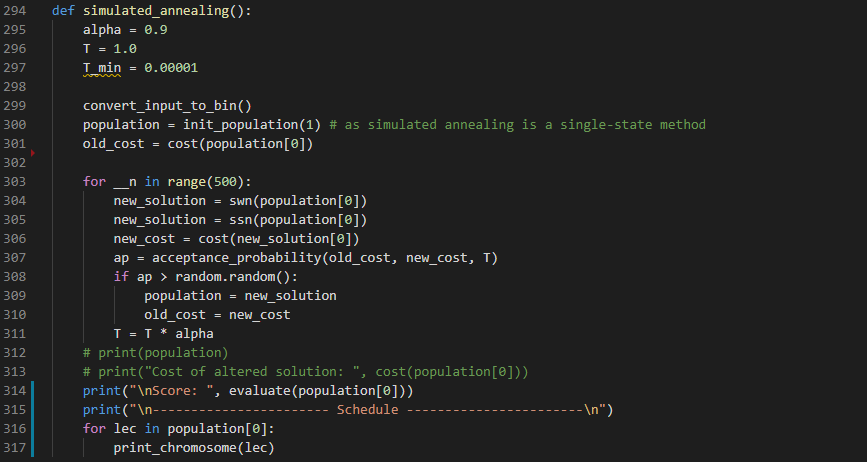 294 def simulated_annealing():
295     alpha = 0.9
296     T = 1.0
297     T_min = 0.00001
298
299     convert_input_to_bin()
300     population = init_population(1) # as simulated annealing is a single-state method
301     old_cost = cost(population[0])
302
303     for __n in range(500):
304         new_solution = swn(population[0])
305         new_solution = ssn(population[0])
306         new_cost = cost(new_solution[0])
307         ap = acceptance_probability(old_cost, new_cost, T)
308         if ap > random.random():
309             population = new_solution
310             old_cost = new_cost
311         T = T * alpha
312     # print(population)
313     # print("Cost of altered solution: ", cost(population[0]))
314     print("\nScore: ", evaluate(population[0]))
315     print("\n----------------------- Schedule -----------------------\n")
316     for lec in population[0]:
317         print_chromosome(lec)